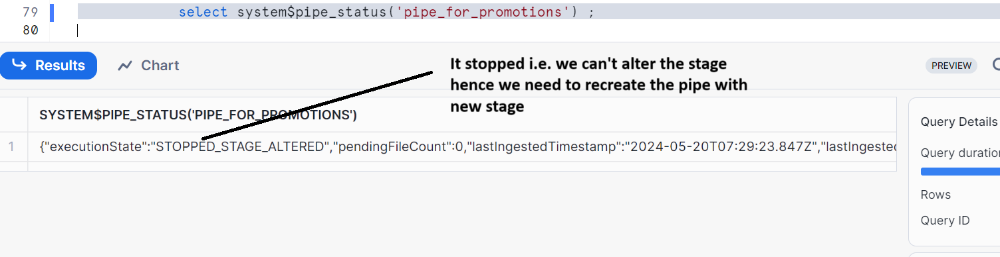 79 select system$pipe_status('pipe_for_promotions') ;
80
Results
Chart
It stopped i.e. we can't alter the stage
hence we need to recreate the pipe with
new stage
PREVIEW
SYSTEM$PIPE_STATUS('PIPE_FOR_PROMOTIONS')
1 {"executionState":"STOPPED_STAGE_ALTERED","pendingFileCount":0,"lastIngestedTimestamp":"2024-05-20T07:29:23.847Z","lastIngested
Query Details
Query duration
Rows
Query ID